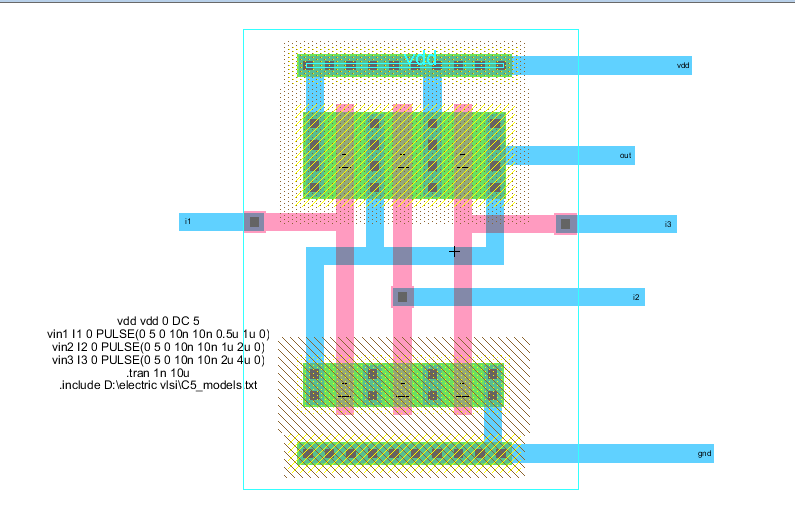 vdd
vdd
out
i1
i3
i2
vdd vdd 0 DC 5
vin1 I1 0 PULSE(0 5 0 10n 10n 0.5u 1u 0)
vin2 I2 0 PULSE(0 5 0 10n 10n 1u 2u 0)
vin3 I3 0 PULSE(0 5 0 10n 10n 2u 4u 0)
.tran 1n 10u
.include D:\electric vlsi\C5_models.txt
gnd